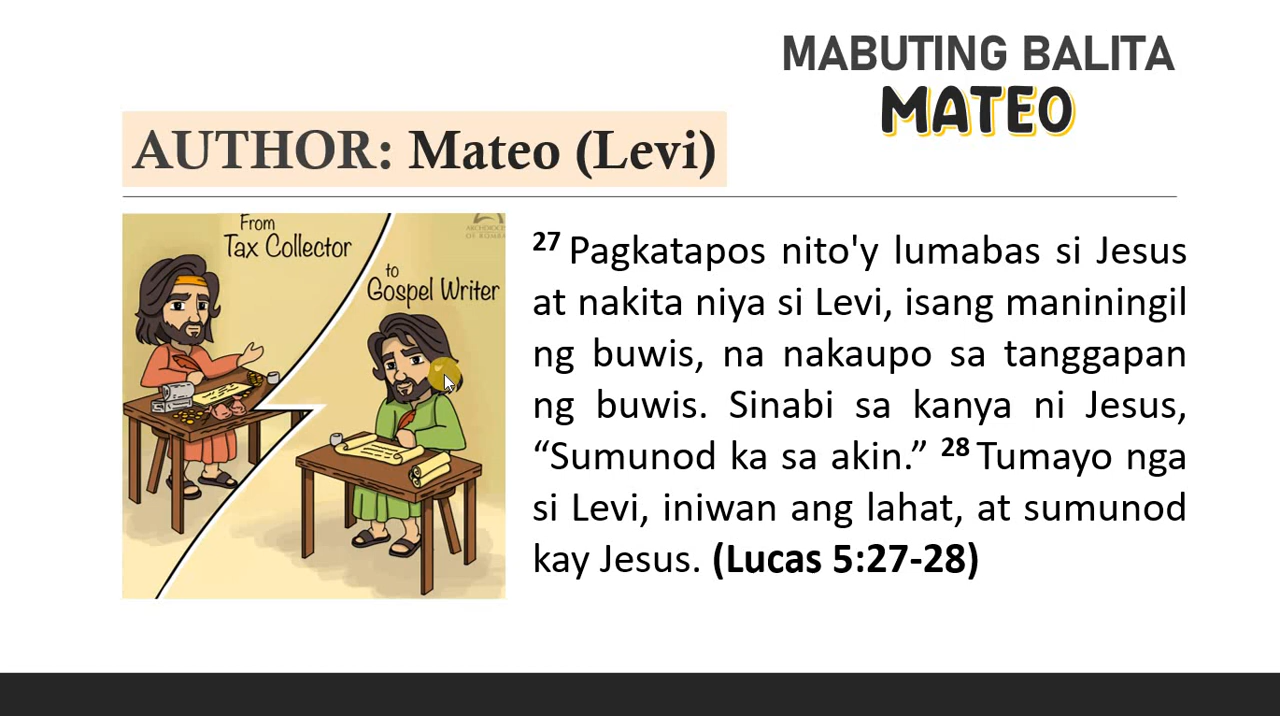 MABUTING BALITA
MATEO
AUTHOR: Mateo (Levi)
From
Tax Collector
to
Gospel Writer
27 Pagkatapos nito'y lumabas si Jesus
at nakita niya si Levi, isang maniningil
ng buwis, na nakaupo sa tanggapan
ng buwis. Sinabi sa kanya ni Jesus,
“Sumunod ka sa akin.” 28 Tumayo nga
si Levi, iniwan ang lahat, at sumunod
kay Jesus. (Lucas 5:27-28)